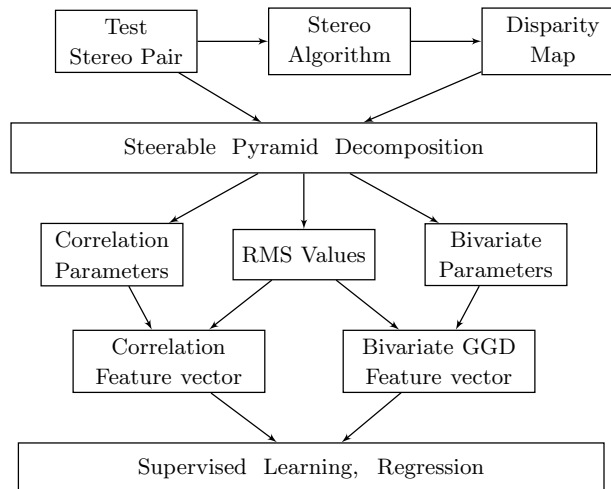 Test
Stereo Pair
Stereo
Algorithm
Disparity
Map
Steerable Pyramid Decomposition
Correlation
Parameters
RMS Values
Bivariate
Parameters
Correlation
Feature vector
Bivariate GGD
Feature vector
Supervised Learning, Regression